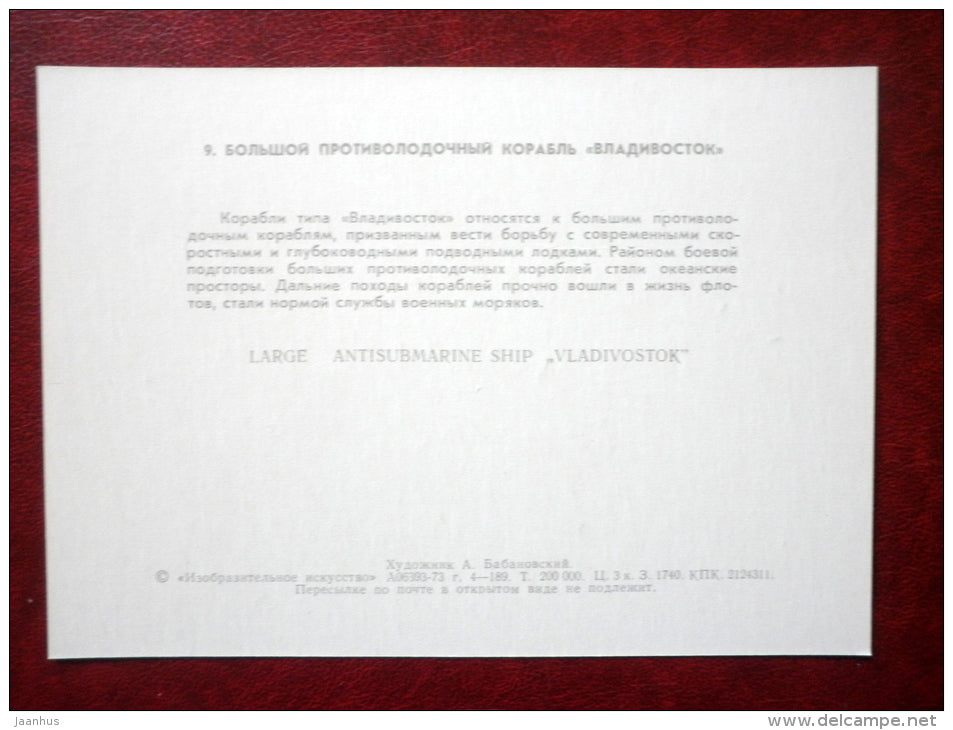 9. БОЛЬШОЙ ПРОТИВОЛОДОЧНЫЙ КОРАБЛЬ «ВЛАДИВОСТОК»
Корабли типа «Владивосток» относятся к большим противоло-
дочным кораблям, призванным вести борьбу с современными ско-
ростными и глубоководными подводными лодками. Районом боевой
подготовки больших противолодочных кораблей стали океанские
просторы. Дальние походы кораблей прочно вошли в жизнь фло-
тов, стали нормой службы военных моряков.
LARGE ANTISUBMARINE SHIP „VLADIVOSTOK”
Художник А. Бабановский.
© «Изобразительное искусство» А06393-73 г. 4—189. Т. 200 000. Ц. 3 к. З. 1740. КПК. 2124311.
Пересылке по почте в открытом виде не подлежит.
jaanhus
www.delcampe.net